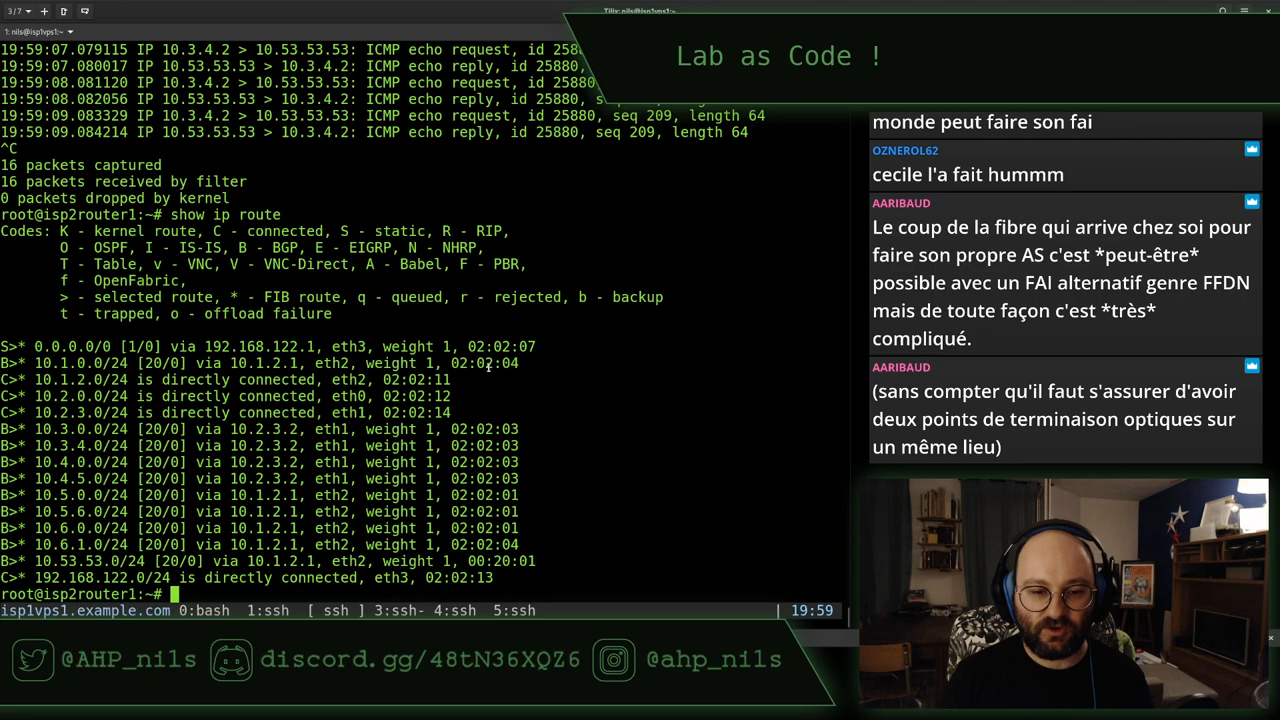 3/7
Tilix: nils@isp1vps1:~
1: nils@isp1vps1:~
Lab as Code !
19:59:07.079115 IP 10.3.4.2 > 10.53.53.53: ICMP echo request, id 25880,
19:59:07.080017 IP 10.53.53.53 > 10.3.4.2: ICMP echo reply, id 25880,
19:59:08.081120 IP 10.3.4.2 > 10.53.53.53: ICMP echo request, id 25880,
19:59:08.082056 IP 10.53.53.53 > 10.3.4.2: ICMP echo reply, id 25880,
19:59:09.083329 IP 10.3.4.2 > 10.53.53.53: ICMP echo request, id 25880, seq 209, length 64
19:59:09.084214 IP 10.53.53.53 > 10.3.4.2: ICMP echo reply, id 25880, seq 209, length 64
^C
16 packets captured
16 packets received by filter
0 packets dropped by kernel
root@isp2router1:~# show ip route
Codes: K - kernel route, C - connected, S - static, R - RIP,
O - OSPF, I - IS-IS, B - BGP, E - EIGRP, N - NHRP,
T - Table, v - VNC, V - VNC-Direct, A - Babel, F - PBR,
f - OpenFabric,
> - selected route, * - FIB route, q - queued, r - rejected, b - backup
t - trapped, o - offload failure
S>* 0.0.0.0/0 [1/0] via 192.168.122.1, eth3, weight 1, 02:02:07
B>* 10.1.0.0/24 [20/0] via 10.1.2.1, eth2, weight 1, 02:02:04
C>* 10.1.2.0/24 is directly connected, eth2, 02:02:11
C>* 10.2.0.0/24 is directly connected, eth0, 02:02:12
C>* 10.2.3.0/24 is directly connected, eth1, 02:02:14
B>* 10.3.0.0/24 [20/0] via 10.2.3.2, eth1, weight 1, 02:02:03
B>* 10.3.4.0/24 [20/0] via 10.2.3.2, eth1, weight 1, 02:02:03
B>* 10.4.0.0/24 [20/0] via 10.2.3.2, eth1, weight 1, 02:02:03
B>* 10.4.5.0/24 [20/0] via 10.2.3.2, eth1, weight 1, 02:02:03
B>* 10.5.0.0/24 [20/0] via 10.1.2.1, eth2, weight 1, 02:02:01
B>* 10.5.6.0/24 [20/0] via 10.1.2.1, eth2, weight 1, 02:02:01
B>* 10.6.0.0/24 [20/0] via 10.1.2.1, eth2, weight 1, 02:02:01
B>* 10.6.1.0/24 [20/0] via 10.1.2.1, eth2, weight 1, 02:02:04
B>* 10.53.53.0/24 [20/0] via 10.1.2.1, eth2, weight 1, 00:20:01
C>* 192.168.122.0/24 is directly connected, eth3, 02:02:13
root@isp2router1:~#
isp1vps1.example.com 0:bash 1:ssh [ ssh ] 3:ssh- 4:ssh 5:ssh | 19:59
monde peut faire son fai
OZNEROL62
cecile l'a fait hummm
AARIBAUD
Le coup de la fibre qui arrive chez soi pour
faire son propre AS c'est *peut-être*
possible avec un FAI alternatif genre FFDN
mais de toute façon c'est *très*
compliqué.
AARIBAUD
(sans compter qu'il faut s'assurer d'avoir
deux points de terminaison optiques sur
un même lieu)
@AHP_nils discord.gg/48tN36XQZ6 @ahp_nils